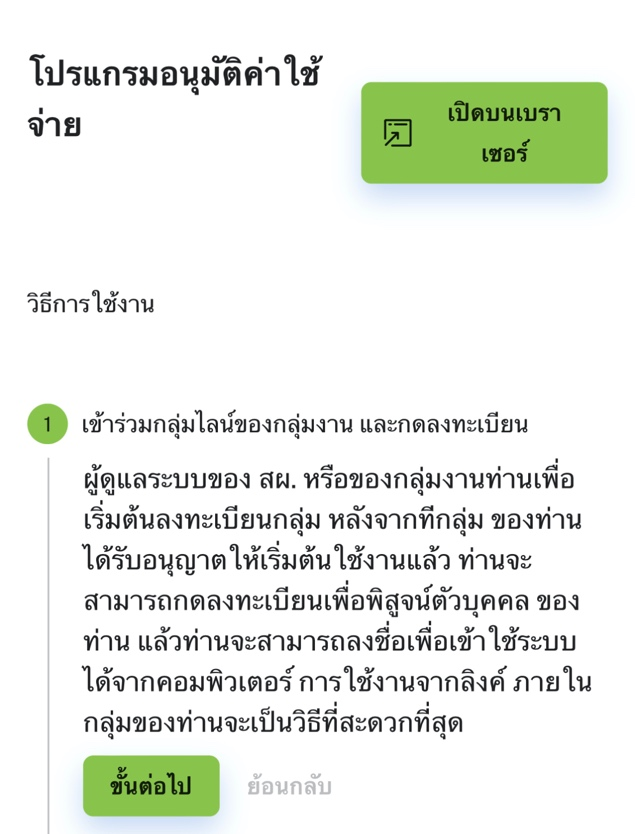 โปรแกรมอนุมัติค่าใช้
จ่าย
เปิดบนเบรา
เซอร์
วิธีการใช้งาน
1 เข้าร่วมกลุ่มไลน์ของกลุ่มงาน และกดลงทะเบียน
ผู้ดูแลระบบของ สผ. หรือของกลุ่มงานท่านเพื่อ
เริ่มต้นลงทะเบียนกลุ่ม หลังจากทีกลุ่ม ของท่าน
ได้รับอนุญาตให้เริ่มต้นใช้งานแล้ว ท่านจะ
สามารถกดลงทะเบียนเพื่อพิสูจน์ตัวบุคคล ของ
ท่าน แล้วท่านจะสามารถลงชื่อเพื่อเข้าใช้ระบบ
ได้จากคอมพิวเตอร์ การใช้งานจากลิงค์ ภายใน
กลุ่มของท่านจะเป็นวิธีที่สะดวกที่สุด
ขั้นต่อไป ย้อนกลับ